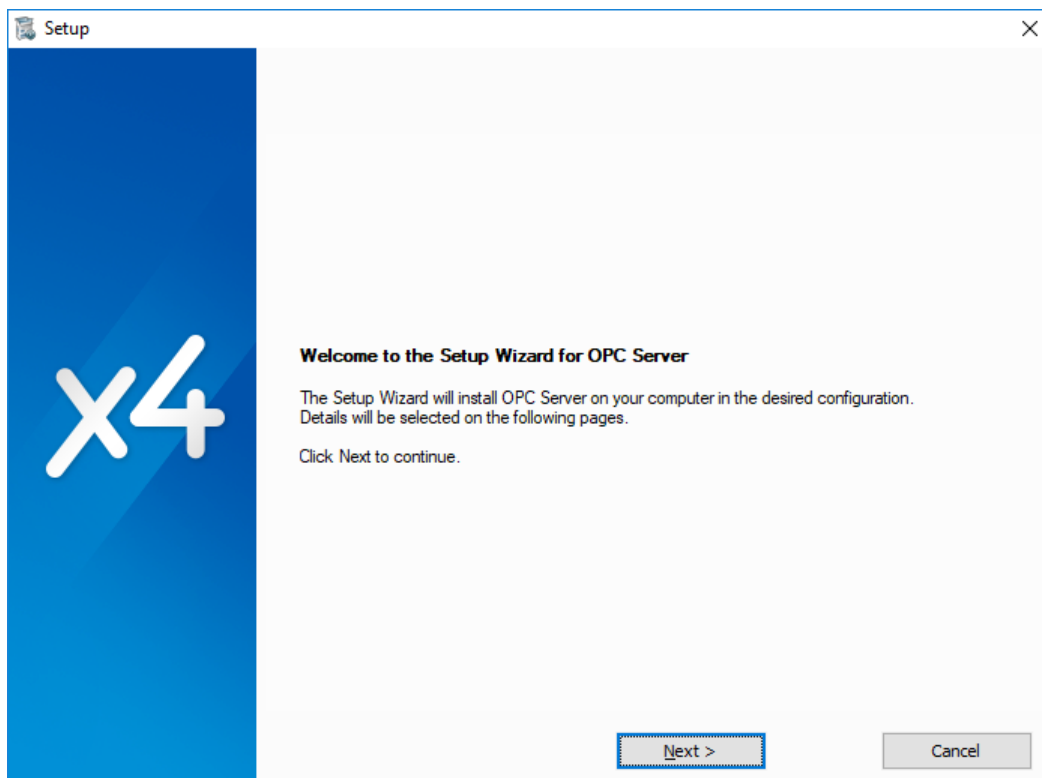 Setup
x4
Welcome to the Setup Wizard for OPC Server
The Setup Wizard will install OPC Server on your computer in the desired configuration.
Details will be selected on the following pages.
Click Next to continue.
Next >
Cancel